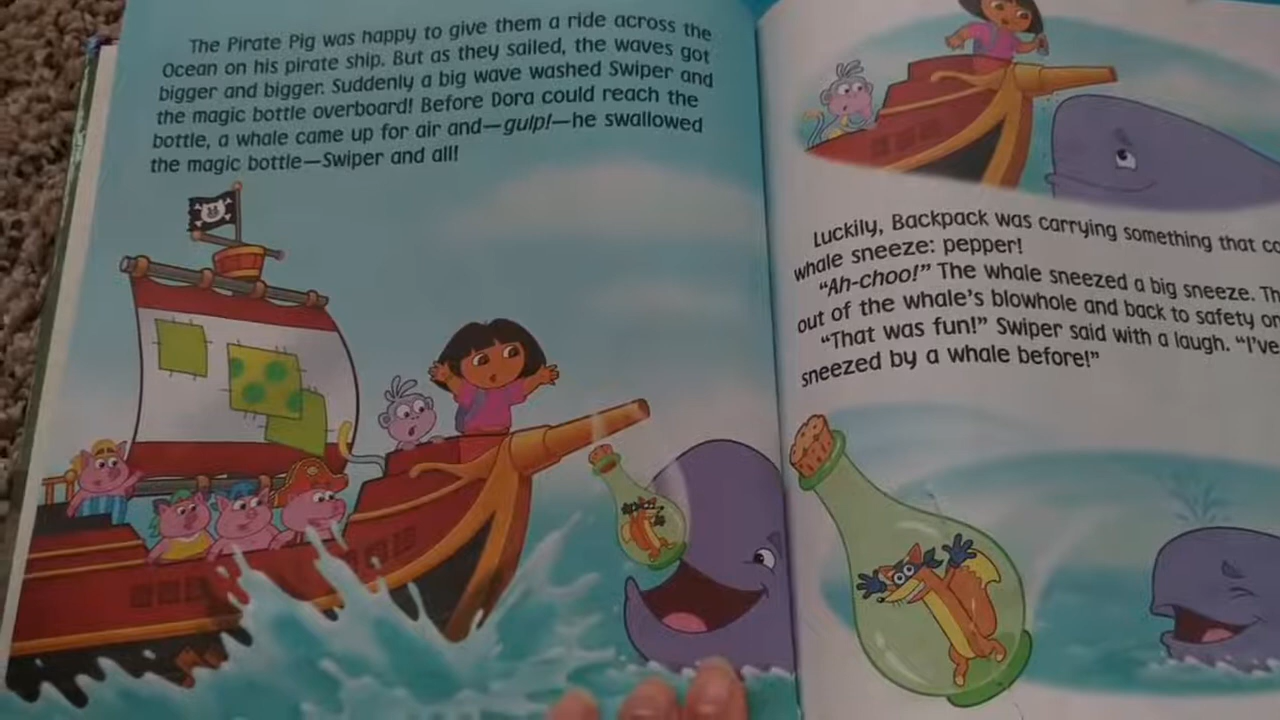 The Pirate Pig was happy to give them a ride across the
Ocean on his pirate ship. But as they sailed, the waves got
bigger and bigger. Suddenly a big wave washed Swiper and
the magic bottle overboard! Before Dora could reach the
bottle, a whale came up for air and—gulp!—he swallowed
the magic bottle—Swiper and all!
Luckily, Backpack was carrying something that
whale sneeze: pepper!
“Ah-choo!” The whale sneezed a big sneeze.
out of the whale’s blowhole and back to safety
“That was fun!” Swiper said with a laugh. “I’ve
sneezed by a whale before!”